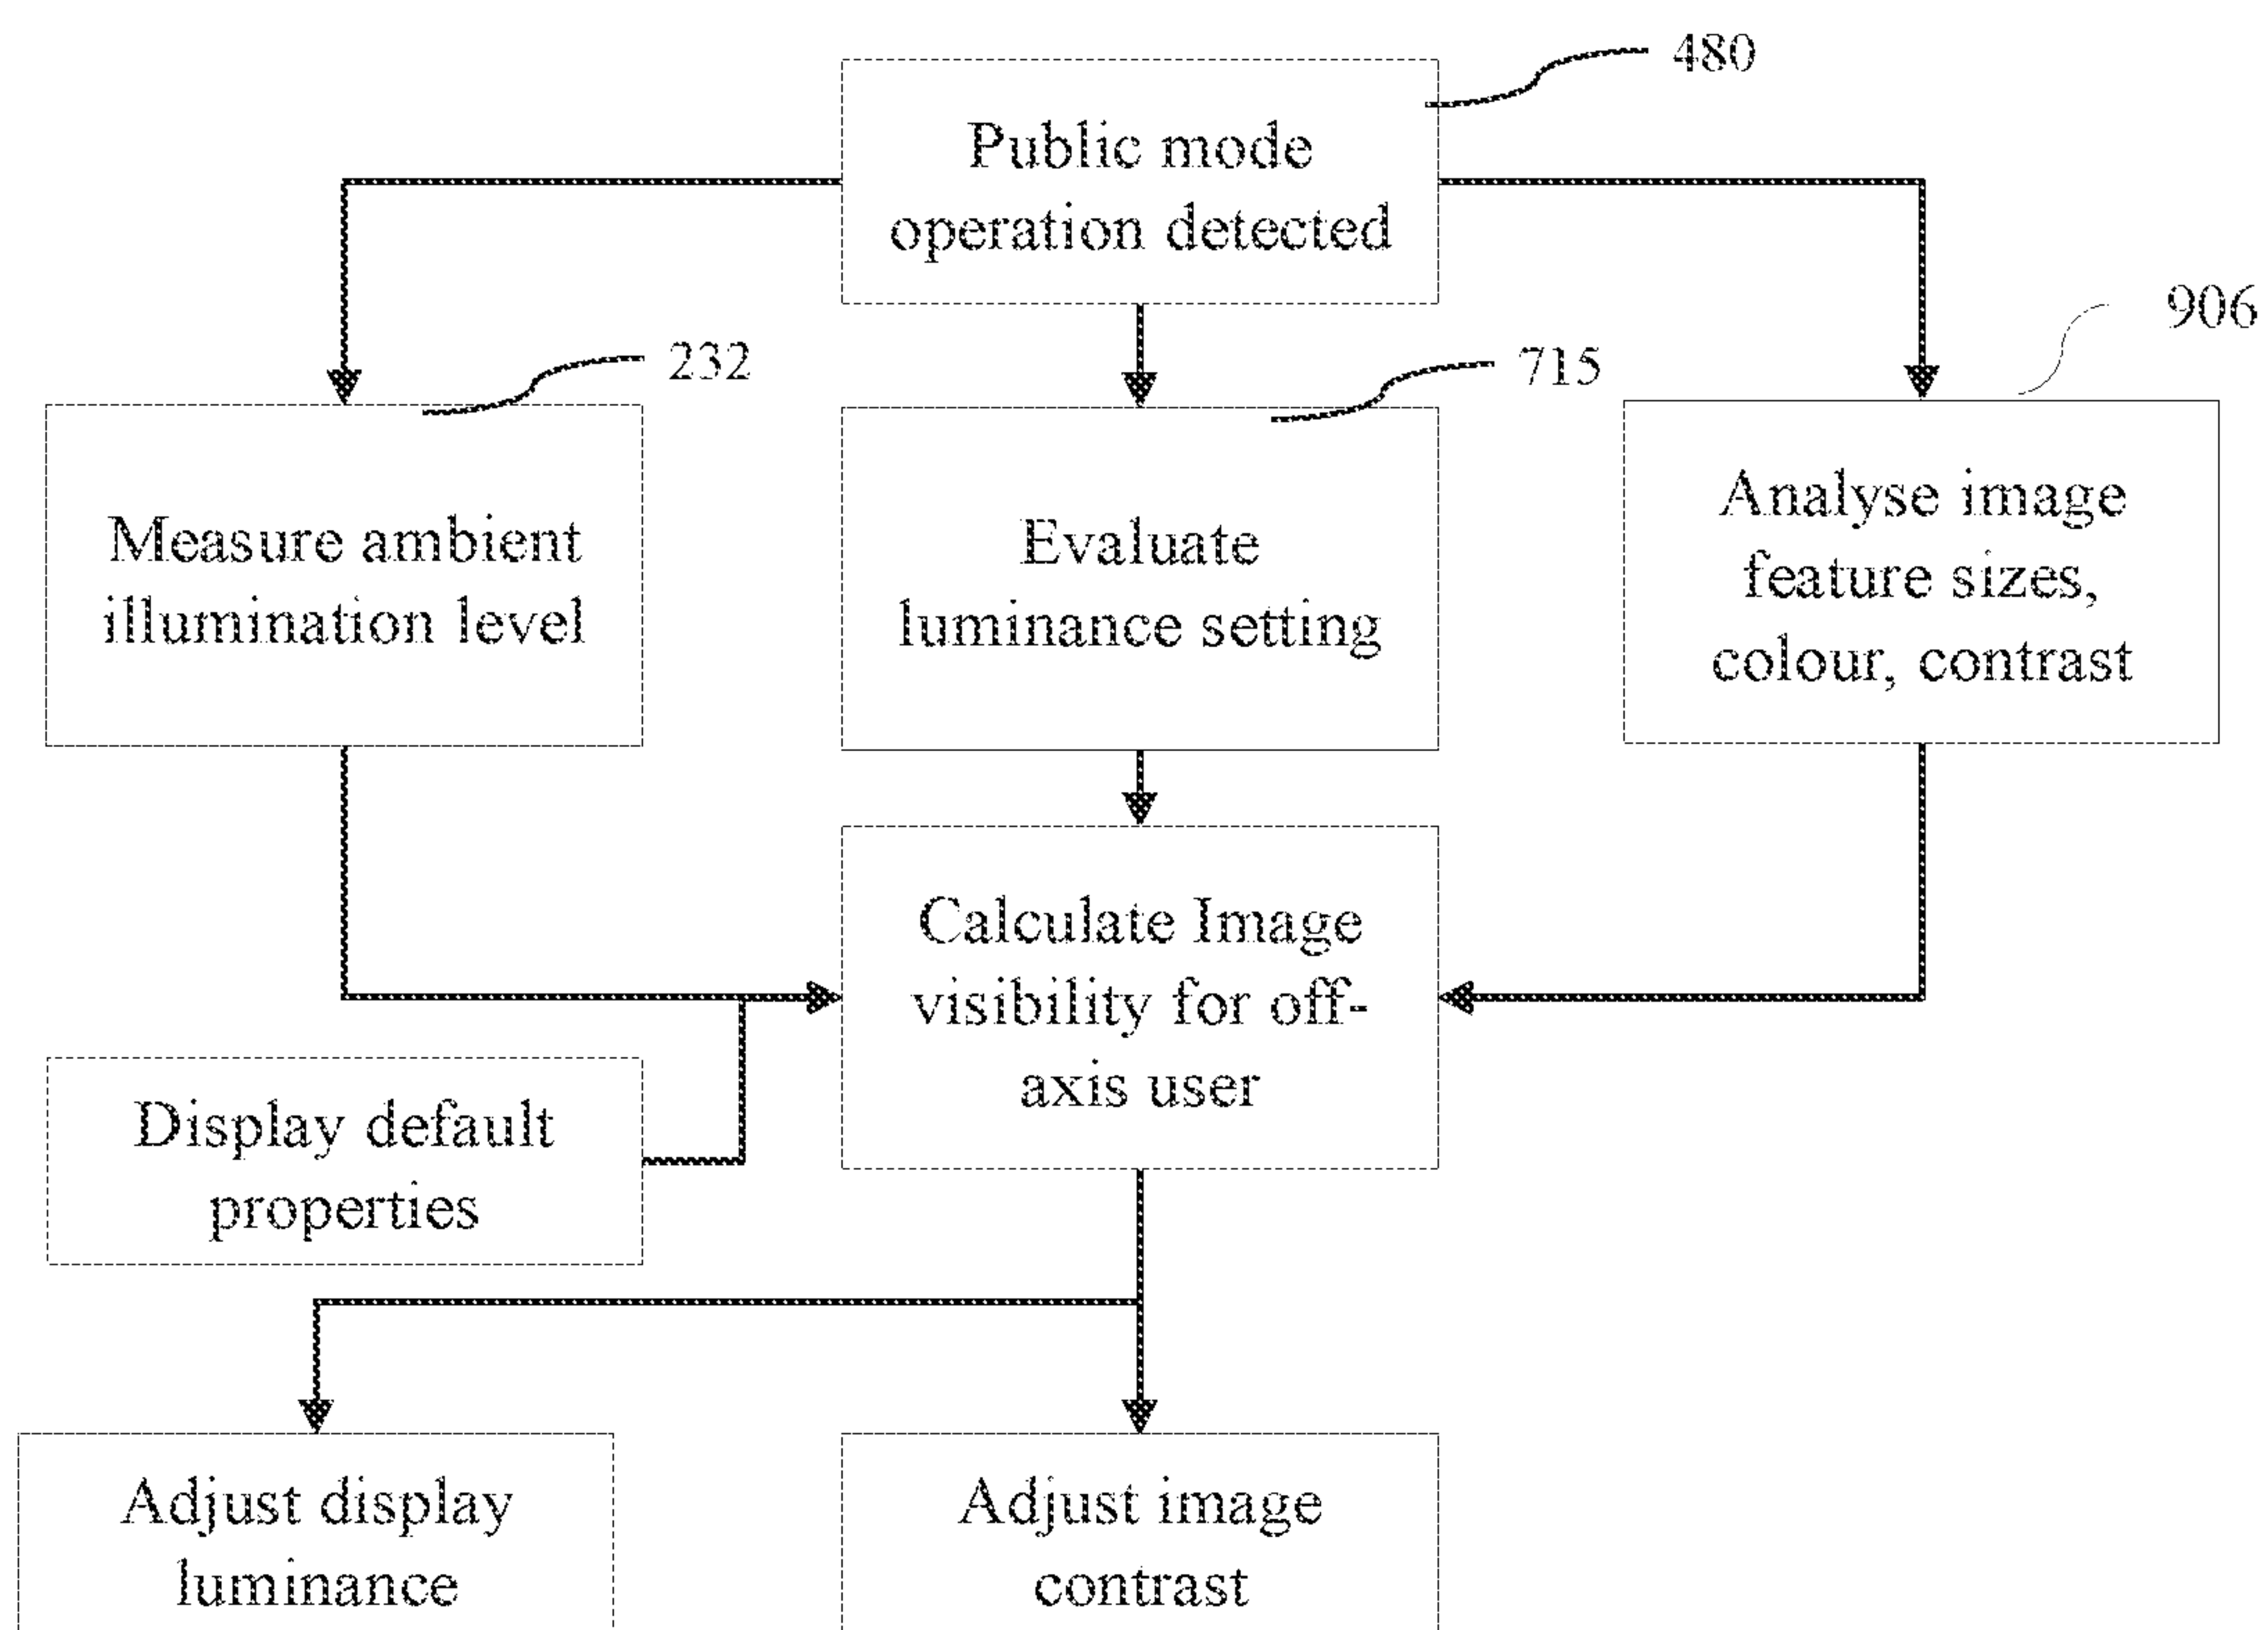 480
Public mode
operation detected
906
232
715
Measure ambient
illumination level
Evaluate
luminance setting
Analyse image
feature sizes,
colour, contrast
Calculate Image
visibility for off-
axis user
Display default
properties
Adjust display
luminance
Adjust image
contrast